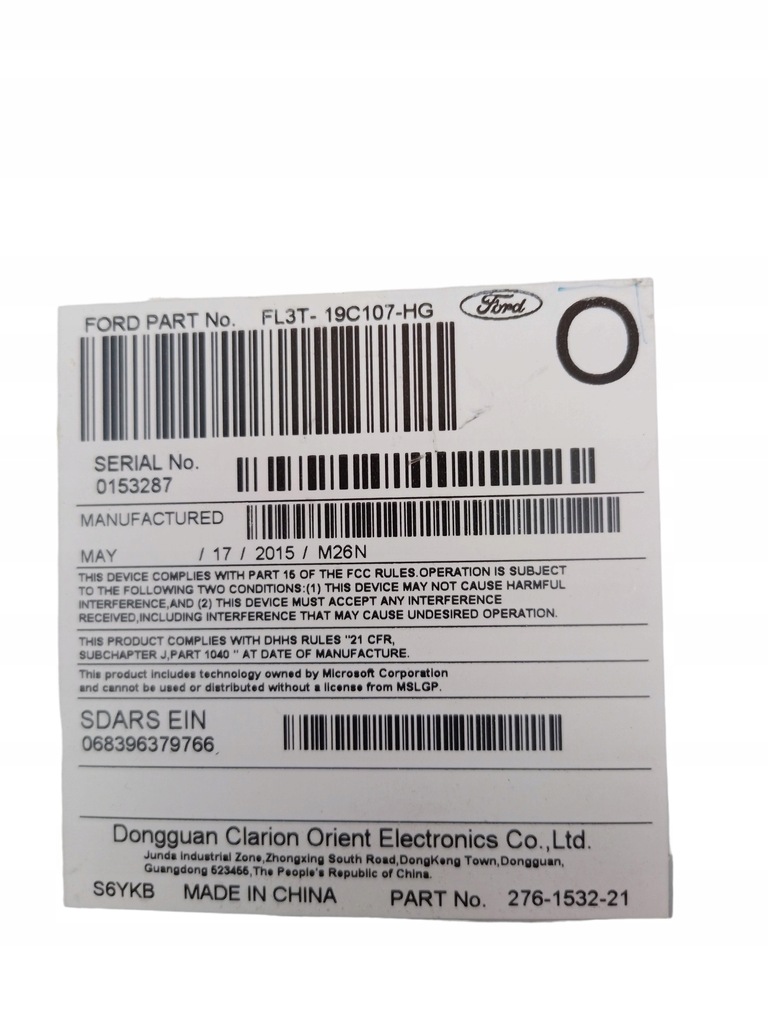 FORD PART No. FL3T- 19C107-HG Ford
SERIAL No.
0153287
MANUFACTURED
MAY / 17 / 2015 / M26N
THIS DEVICE COMPLIES WITH PART 15 OF THE FCC RULES.OPERATION IS SUBJECT
TO THE FOLLOWING TWO CONDITIONS:(1) THIS DEVICE MAY NOT CAUSE HARMFUL
INTERFERENCE,AND (2) THIS DEVICE MUST ACCEPT ANY INTERFERENCE
RECEIVED,INCLUDING INTERFERENCE THAT MAY CAUSE UNDESIRED OPERATION.
THIS PRODUCT COMPLIES WITH DHHS RULES "21 CFR,
SUBCHAPTER J,PART 1040 " AT DATE OF MANUFACTURE.
This product includes technology owned by Microsoft Corporation
and cannot be used or distributed without a license from MSLGP.
SDARS EIN
068396379766
Dongguan Clarion Orient Electronics Co.,Ltd.
Junda Industrial Zone,Zhongxing South Road,DongKeng Town,Dongguan,
Guangdong 523455,The People's Republic of China.
S6YKB MADE IN CHINA PART No. 276-1532-21